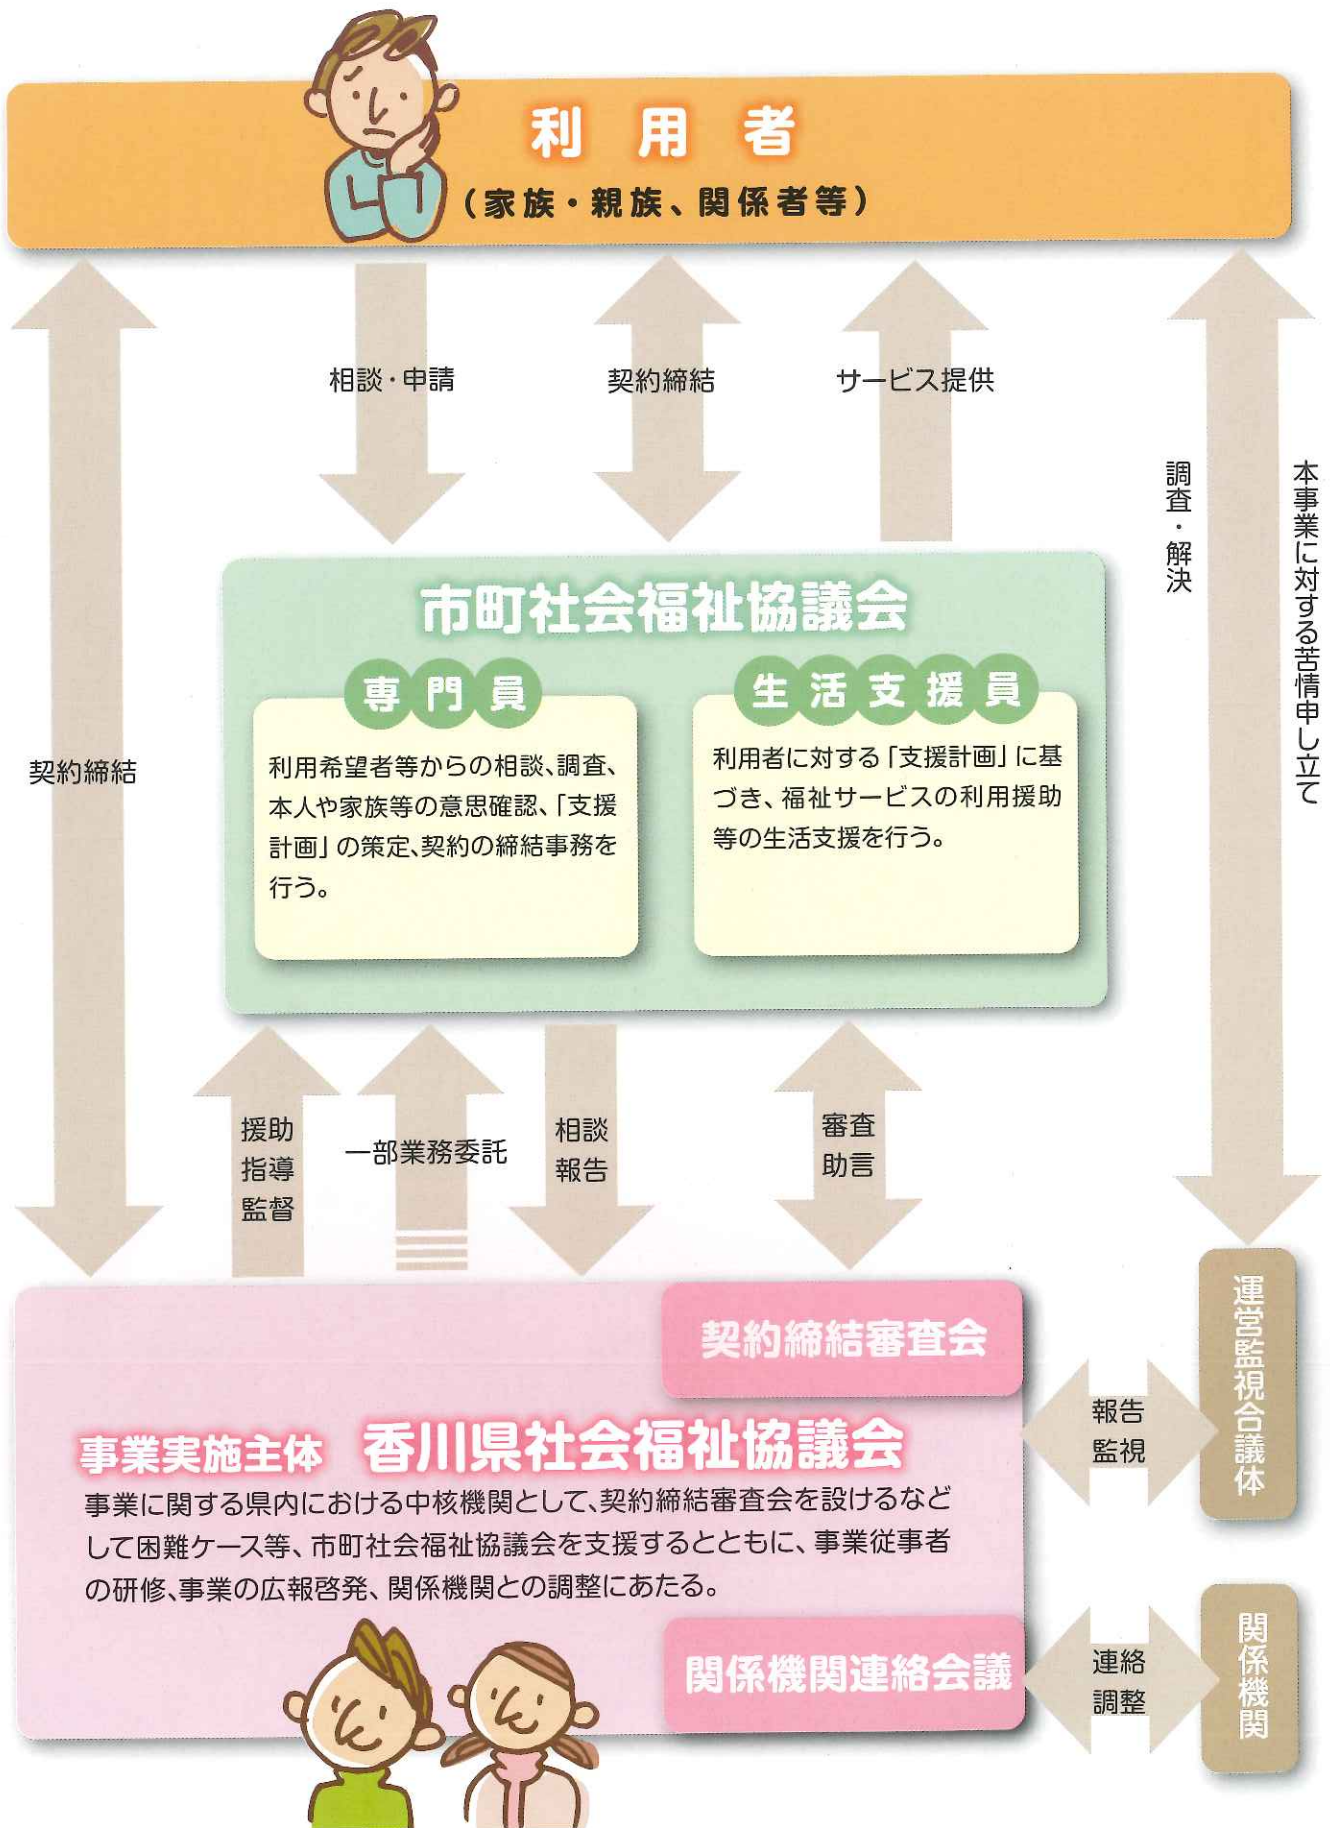 利用者
(家族・親族、関係者等)
相談・申請
契約締結
サービス提供
調査・解決
本事業に対する苦情申し立て
契約締結
市町社会福祉協議会
専門員
利用希望者等からの相談、調査、
本人や家族等の意思確認、「支援
計画」の策定、契約の締結事務を
行う。
生活支援員
利用者に対する「支援計画」に基
づき、福祉サービスの利用援助
等の生活支援を行う。
援助
指導
監督
一部業務委託
相談
報告
審査
助言
契約締結審査会
事業実施主体 香川県社会福祉協議会
事業に関する県内における中核機関として、契約締結審査会を設けるなど
して困難ケース等、市町社会福祉協議会を支援するとともに、事業従事者
の研修、事業の広報啓発、関係機関との調整にあたる。
関係機関連絡会議
報告
監視
運営監視合議体
連絡
調整
関係機関